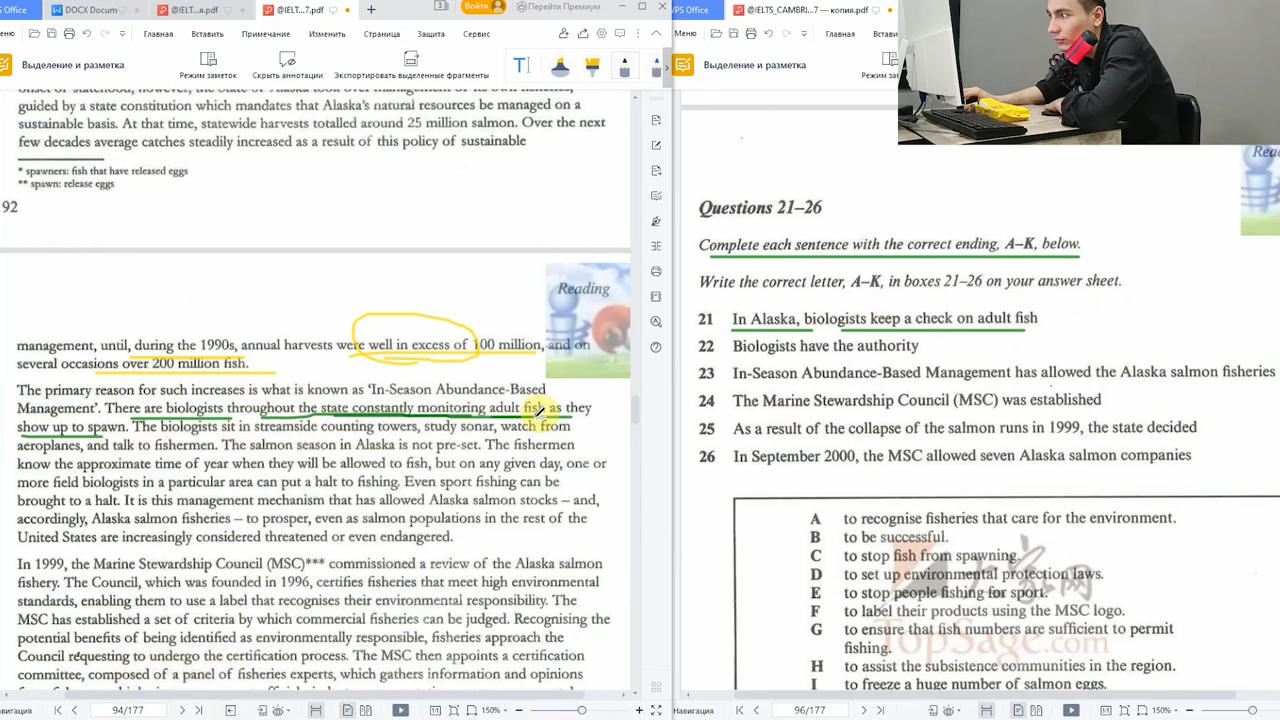 PS Office
DOCX Docum
@IELT...a.pdf
@IELT...7.pdf
Войти
Перейти Премиум
Главная
Вставить
Примечание
Изменить
Страница
Защита
Сервис
Выделение и разметка
Режим заметок
Скрыть аннотации
Экспортировать выделенные фрагменты
guided by a state constitution which mandates that Alaska's natural resources be managed on a
sustainable basis. At that time, statewide harvests totalled around 25 million salmon. Over the next
few decades average catches steadily increased as a result of this policy of sustainable
* spawners: fish that have released eggs
** spawn: release eggs
92
Reading
management, until, during the 1990s, annual harvests were well in excess of 100 million, and on
several occasions over 200 million fish.
The primary reason for such increases is what is known as 'In-Season Abundance-Based
Management'. There are biologists throughout the state constantly monitoring adult fish as they
show up to spawn. The biologists sit in streamside counting towers, study sonar, watch from
aeroplanes, and talk to fishermen. The salmon season in Alaska is not pre-set. The fishermen
know the approximate time of year when they will be allowed to fish, but on any given day, one or
more field biologists in a particular area can put a halt to fishing. Even sport fishing can be
brought to a halt. It is this management mechanism that has allowed Alaska salmon stocks – and,
accordingly, Alaska salmon fisheries – to prosper, even as salmon populations in the rest of the
United States are increasingly considered threatened or even endangered.
In 1999, the Marine Stewardship Council (MSC)*** commissioned a review of the Alaska salmon
fishery. The Council, which was founded in 1996, certifies fisheries that meet high environmental
standards, enabling them to use a label that recognises their environmental responsibility. The
MSC has established a set of criteria by which commercial fisheries can be judged. Recognising the
potential benefits of being identified as environmentally responsible, fisheries approach the
Council requesting to undergo the certification process. The MSC then appoints a certification
committee, composed of a panel of fisheries experts, which gathers information and opinions
94/177
150%
PS Office
@IELTS_CAMBRI...7 — копия.pdf
Меню
Главная
Встав
Выделение и разметка
Режим заметок
Questions 21–26
Complete each sentence with the correct ending, A–K, below.
Write the correct letter, A–K, in boxes 21–26 on your answer sheet.
21 In Alaska, biologists keep a check on adult fish
22 Biologists have the authority
23 In-Season Abundance-Based Management has allowed the Alaska salmon fisheries
24 The Marine Stewardship Council (MSC) was established
25 As a result of the collapse of the salmon runs in 1999, the state decided
26 In September 2000, the MSC allowed seven Alaska salmon companies
A to recognise fisheries that care for the environment.
B to be successful.
C to stop fish from spawning.
D to set up environmental protection laws.
E to stop people fishing for sport.
F to label their products using the MSC logo.
G to ensure that fish numbers are sufficient to permit
fishing.
H to assist the subsistence communities in the region.
I to freeze a huge number of salmon eggs.
TopSage.com
Навигация
96/177
150%